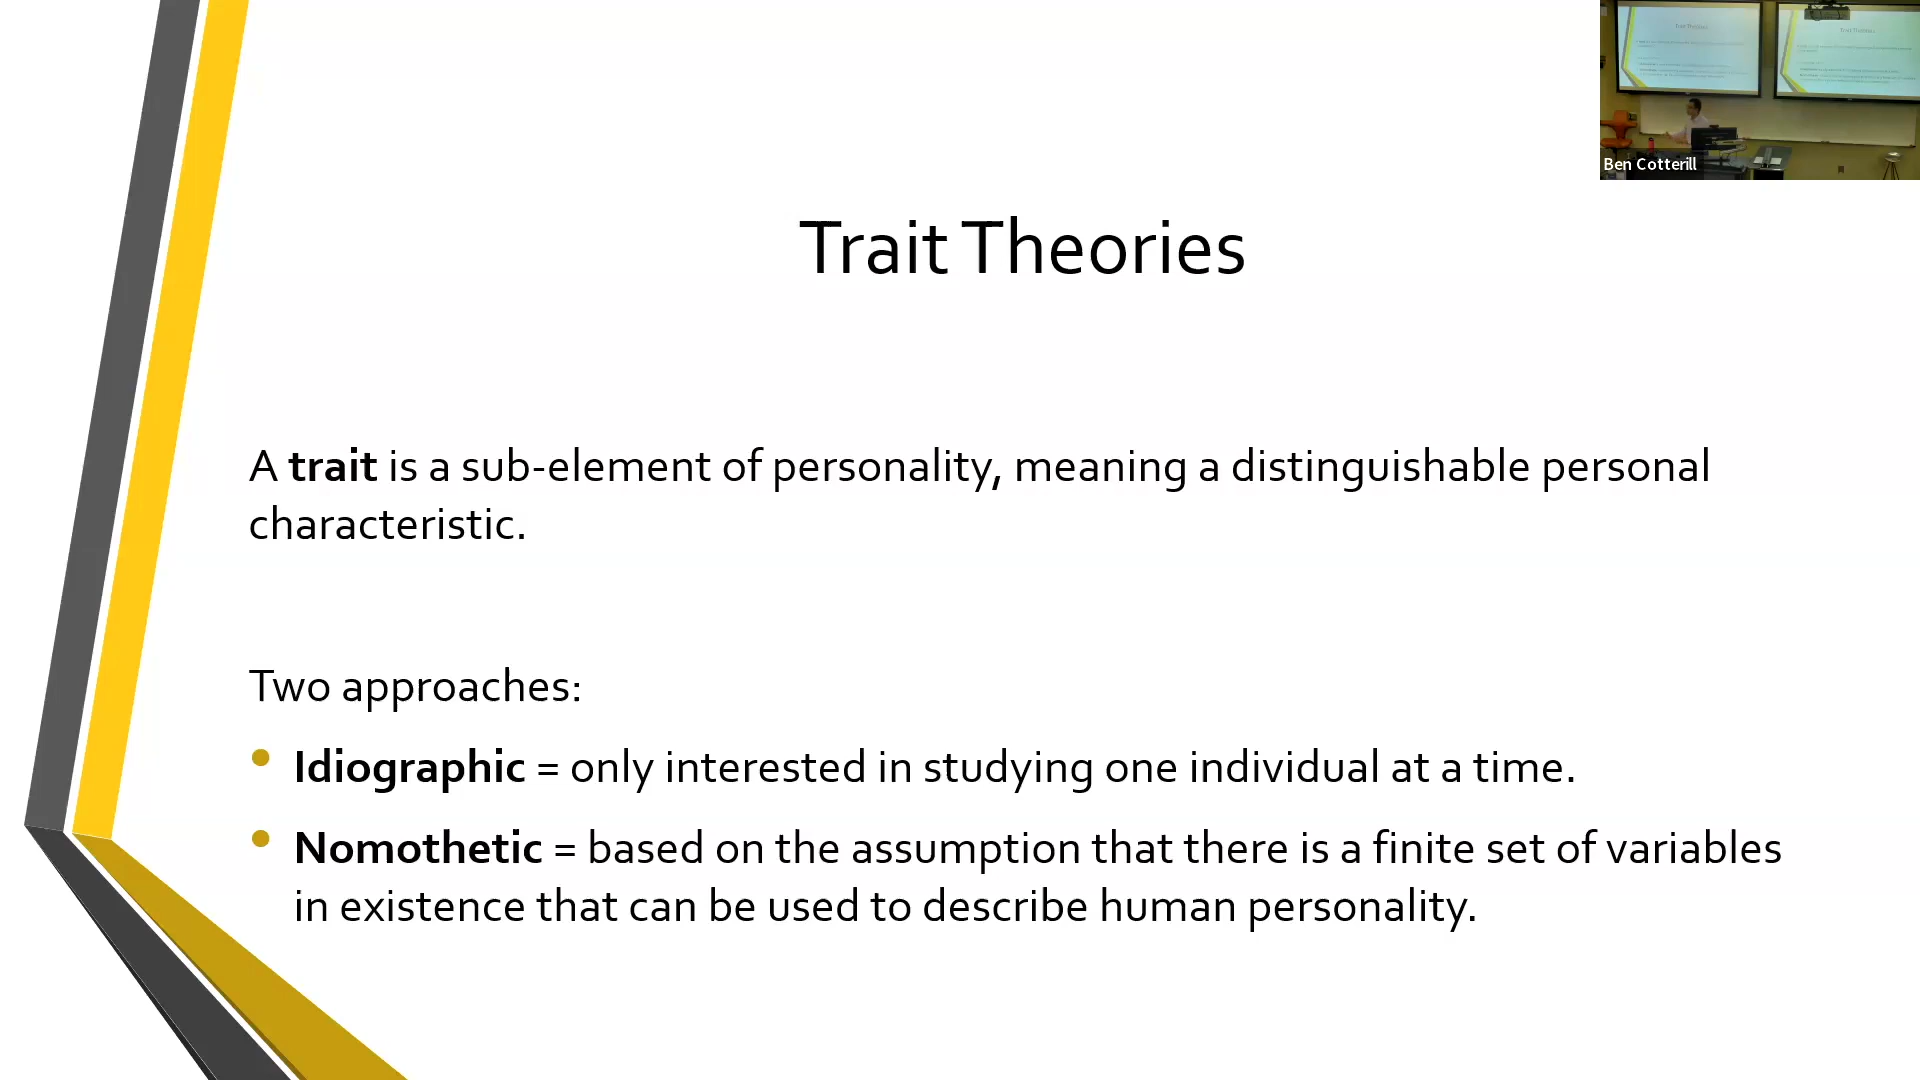 Ben Cotterill
Trait Theories
A trait is a sub-element of personality, meaning a distinguishable personal
characteristic.
Two approaches:
Idiographic = only interested in studying one individual at a time.
Nomothetic = based on the assumption that there is a finite set of variables
in existence that can be used to describe human personality.